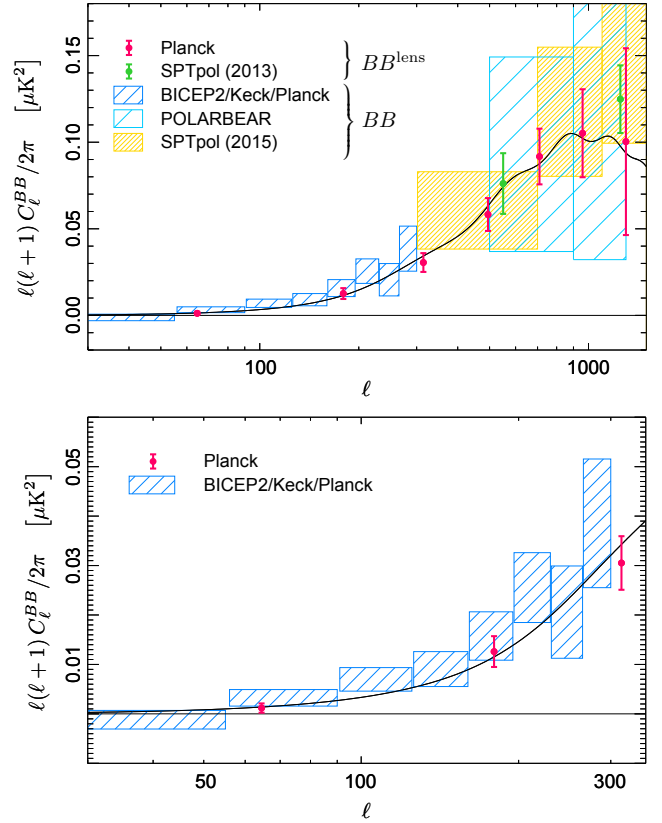 0.15
0.10
0.05
0.00
ℓ(ℓ + 1) C_ℓ^{BB}/2π [μK²]
Planck
SPTpol (2013)
BB^{lens}
BICEP2/Keck/Planck
POLARBEAR
SPTpol (2015)
BB
100
1000
ℓ
0.05
0.03
0.01
ℓ(ℓ + 1) C_ℓ^{BB}/2π [μK²]
Planck
BICEP2/Keck/Planck
50
100
300
ℓ